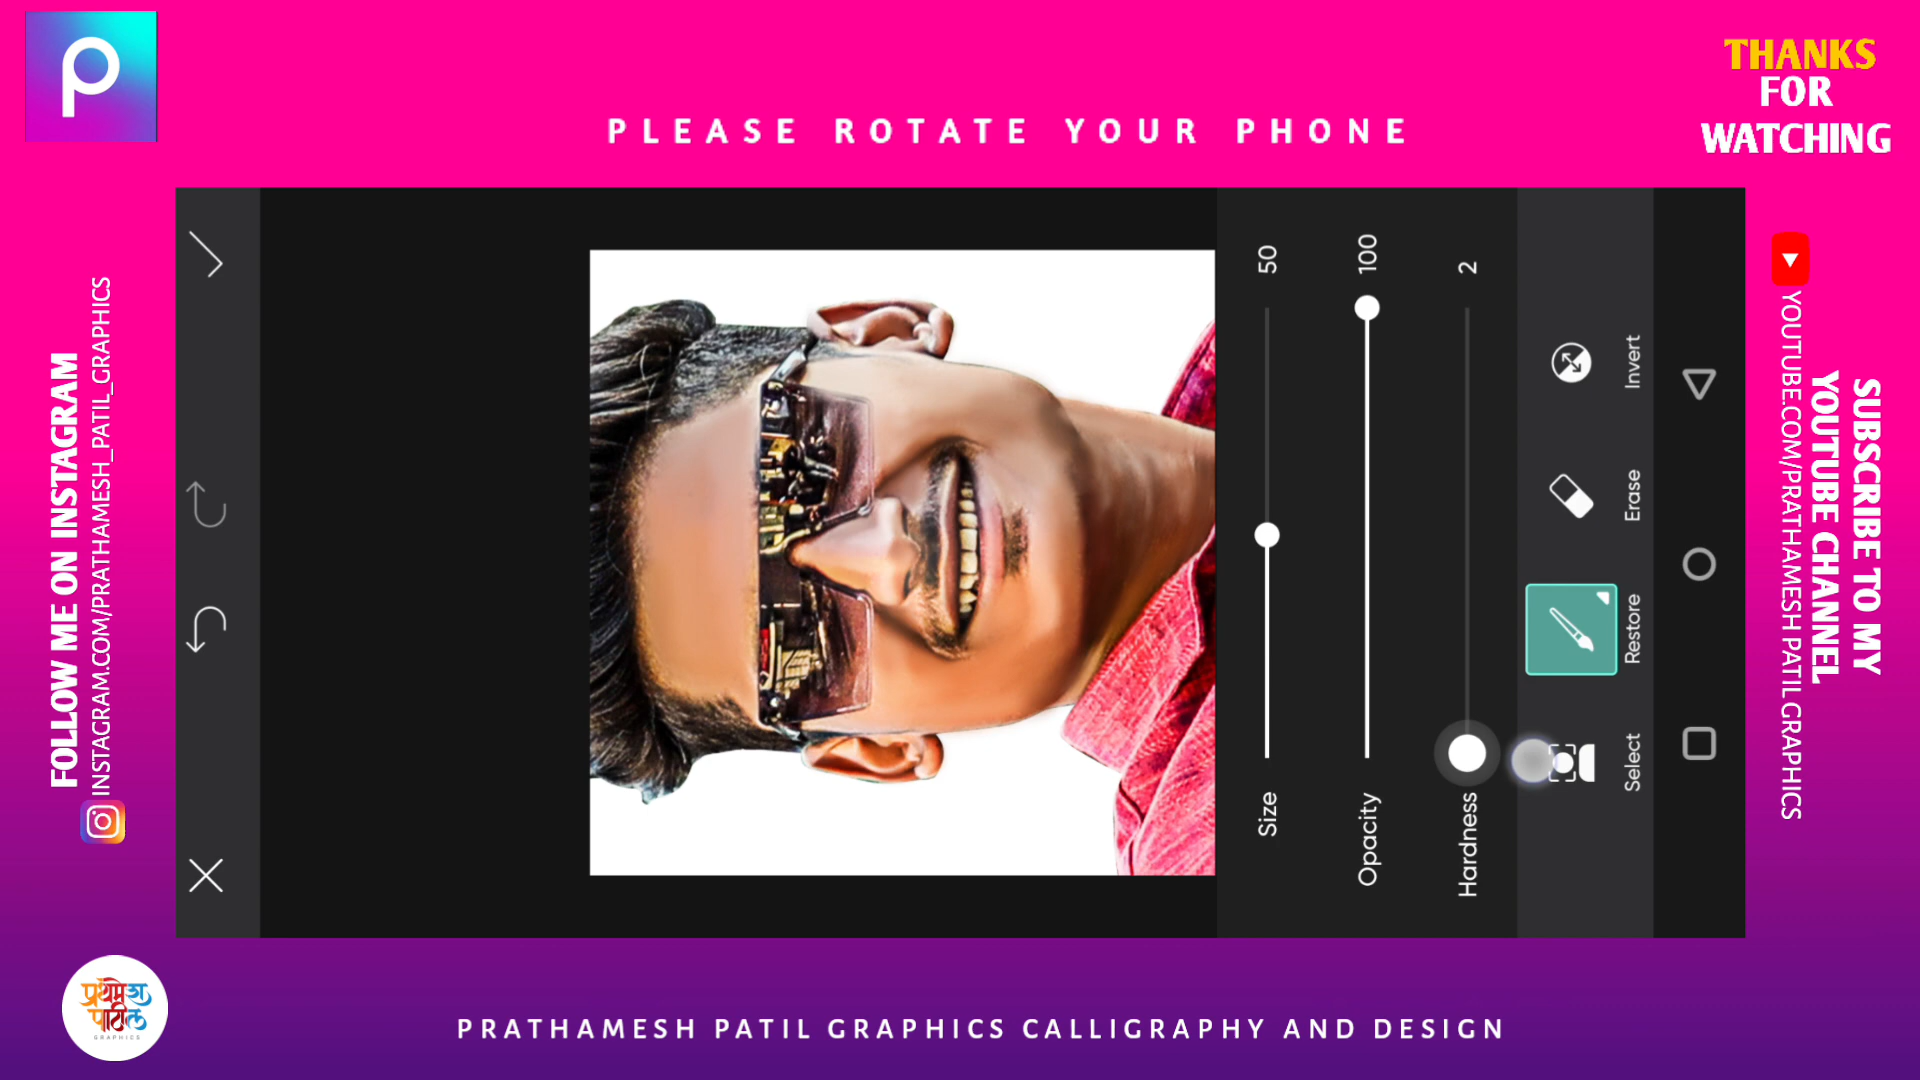 THANKS
FOR
WATCHING
PLEASE ROTATE YOUR PHONE
FOLLOW ME ON INSTAGRAM
INSTAGRAM.COM/PRATHAMESH_PATIL_GRAPHICS
50
100
2
Size
Opacity
Hardness
Invert
Erase
Restore
Select
SUBSCRIBE TO MY
YOUTUBE CHANNEL
YOUTUBE.COM/PRATHAMESH PATIL GRAPHICS
प्रथमेश
पाटील
GRAPHICS
PRATHAMESH PATIL GRAPHICS CALLIGRAPHY AND DESIGN